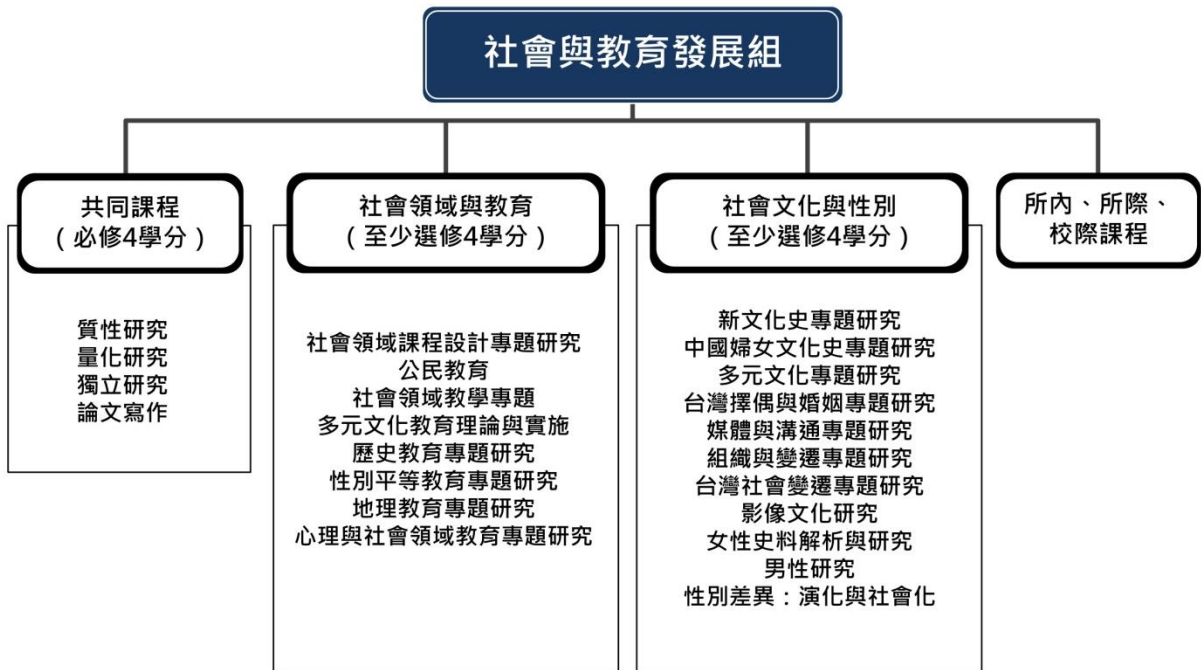 社會與教育發展組
共同課程
（必修4學分）
質性研究
量化研究
獨立研究
論文寫作
社會領域與教育
（至少選修4學分）
社會領域課程設計專題研究
公民教育
社會領域教學專題
多元文化教育理論與實施
歷史教育專題研究
性別平等教育專題研究
地理教育專題研究
心理與社會領域教育專題研究
社會文化與性別
（至少選修4學分）
新文化史專題研究
中國婦女文化史專題研究
多元文化專題研究
台灣擇偶與婚姻專題研究
媒體與溝通專題研究
組織與變遷專題研究
台灣社會變遷專題研究
影像文化研究
女性史料解析與研究
男性研究
性別差異：演化與社會化
所內、所際、
校際課程